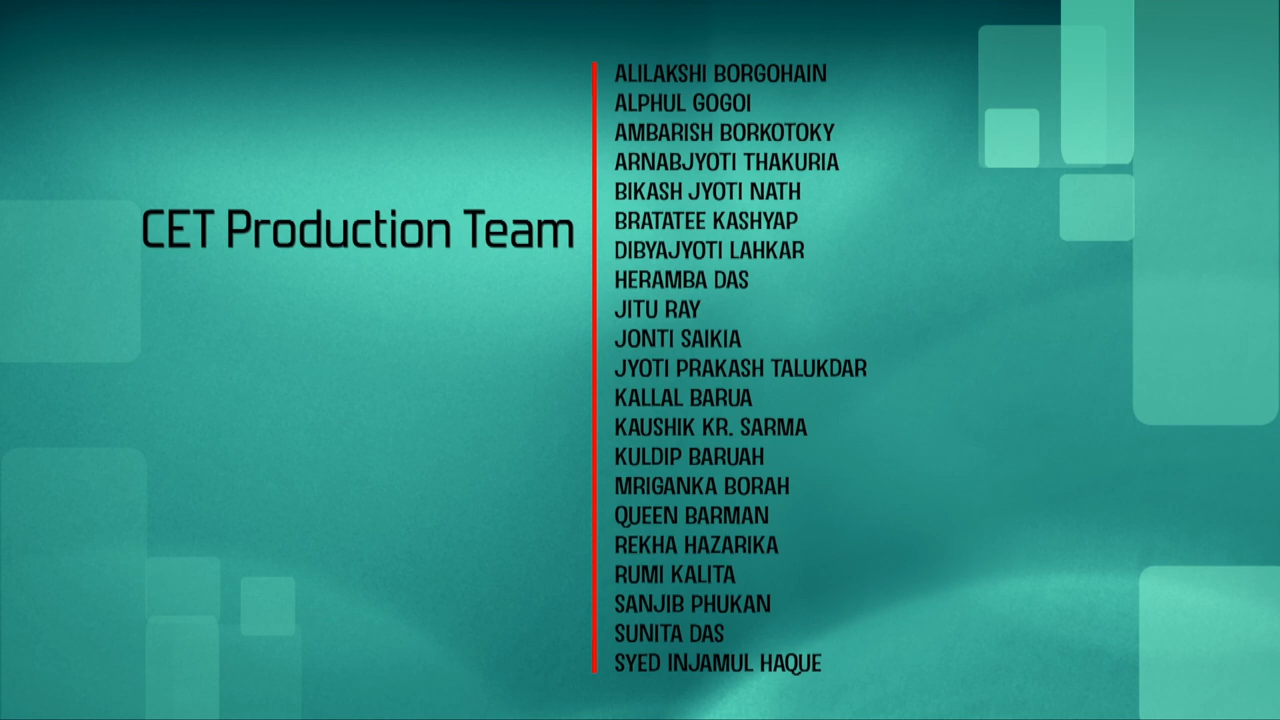 CET Production Team
ALILAKSHI BORGOHAIN
ALPHUL GOGOI
AMBARISH BORKOTOKY
ARNABJYOTI THAKURIA
BIKASH JYOTI NATH
BRATATEE KASHYAP
DIBYAJYOTI LAHKAR
HERAMBA DAS
JITU RAY
JONTI SAIKIA
JYOTI PRAKASH TALUKDAR
KALLAL BARUA
KAUSHIK KR. SARMA
KULDIP BARUAH
MRIGANKA BORAH
QUEEN BARMAN
REKHA HAZARIKA
RUMI KALITA
SANJIB PHUKAN
SUNITA DAS
SYED INJAMUL HAQUE